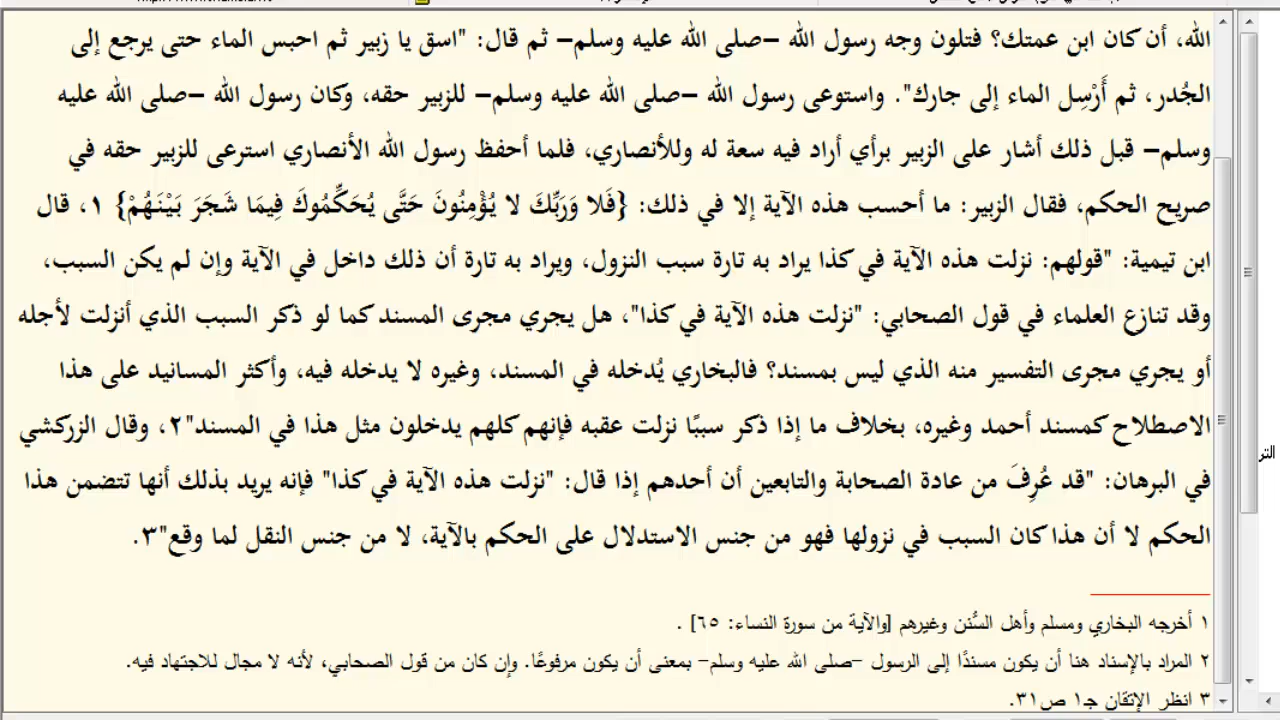 الله، أن كان ابن عمتك؟ فتلون وجه رسول الله –صلى الله عليه وسلم– ثم قال: "اسق يا زبير ثم احبس الماء حتى يرجع إلى
الجُدر، ثم أَرْسِل الماء إلى جارك". واستوعى رسول الله –صلى الله عليه وسلم– للزبير حقه، وكان رسول الله –صلى الله عليه
وسلم– قبل ذلك أشار على الزبير برأي أراد فيه سعة له وللأنصاري، فلما أحفظ رسول الله الأنصاري استرعى للزبير حقه في
صريح الحكم، فقال الزبير: ما أحسب هذه الآية إلا في ذلك: {فَلا وَرَبِّكَ لا يُؤْمِنُونَ حَتَّى يُحَكِّمُوكَ فِيمَا شَجَرَ بَيْنَهُمْ} ١، قال
ابن تيمية: "قولهم: نزلت هذه الآية في كذا يراد به تارة سبب النزول، ويراد به تارة أن ذلك داخل في الآية وإن لم يكن السبب،
وقد تنازع العلماء في قول الصحابي: "نزلت هذه الآية في كذا"، هل يجري مجرى المسند كما لو ذكر السبب الذي أنزلت لأجله
أو يجري مجرى التفسير منه الذي ليس بمسند؟ فالبخاري يُدخله في المسند، وغيره لا يدخله فيه، وأكثر المسانيد على هذا
الاصطلاح كمسند أحمد وغيره، بخلاف ما إذا ذكر سببًا نزلت عقبه فإنهم كلهم يدخلون مثل هذا في المسند"٢، وقال الزركشي
في البرهان: "قد عُرِفَ من عادة الصحابة والتابعين أن أحدهم إذا قال: "نزلت هذه الآية في كذا" فإنه يريد بذلك أنها تتضمن هذا
الحكم لا أن هذا كان السبب في نزولها فهو من جنس الاستدلال على الحكم بالآية، لا من جنس النقل لما وقع"٣.
١ أخرجه البخاري ومسلم وأهل السُّنن وغيرهم [والآية من سورة النساء: ٦٥] .
٢ المراد بالإسناد هنا أن يكون مسندًا إلى الرسول –صلى الله عليه وسلم– بمعنى أن يكون مرفوعًا. وإن كان من قول الصحابي، لأنه لا مجال للاجتهاد فيه.
٣ انظر الإتقان جـ١ ص٣١.